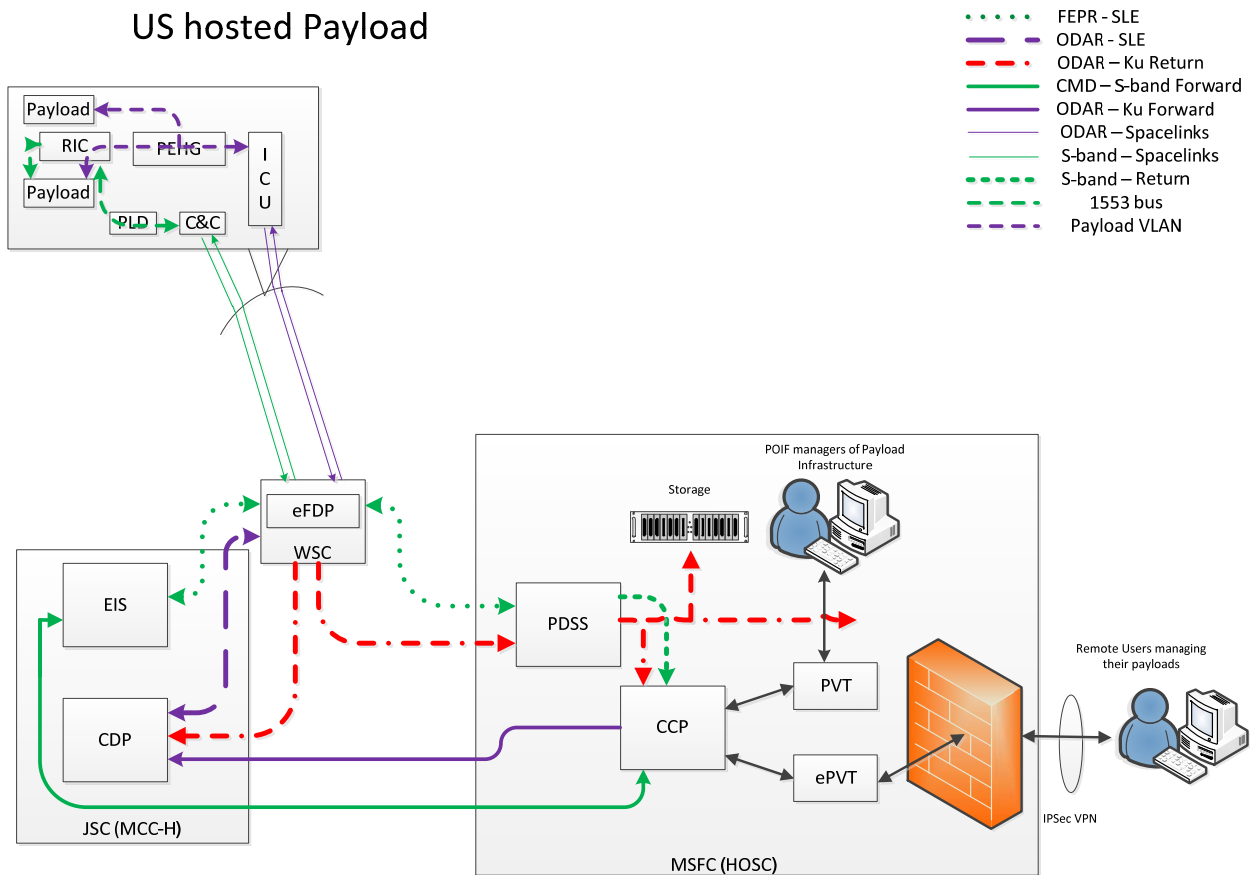 US hosted Payload
FEPR - SLE
ODAR - SLE
ODAR – Ku Return
CMD – S-band Forward
ODAR – Ku Forward
ODAR – Spacelinks
S-band – Spacelinks
S-band – Return
1553 bus
Payload VLAN
Payload
RIC
PEHG
I
C
U
Payload
PLD
C&C
eFDP
WSC
EIS
CDP
JSC (MCC-H)
POIF managers of Payload
Infrastructure
Storage
PDSS
CCP
PVT
ePVT
MSFC (HOSC)
Remote Users managing
their payloads
IPSec VPN